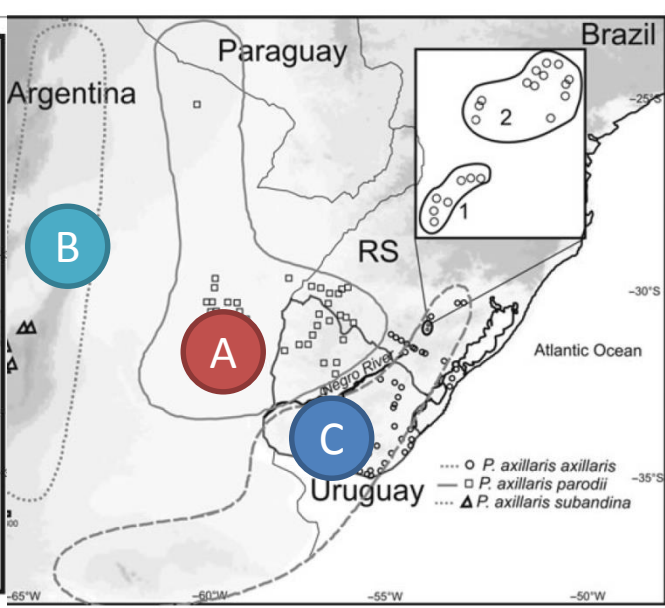 Brazil
Paraguay
Argentina
−25°S
2
1
B
RS
−30°S
A
Atlantic Ocean
Negro River
C
P. axillaris axillaris
P. axillaris parodii
P. axillaris subandina
−35°S
Uruguay
−65°W
−60°W
−55°W
−50°W